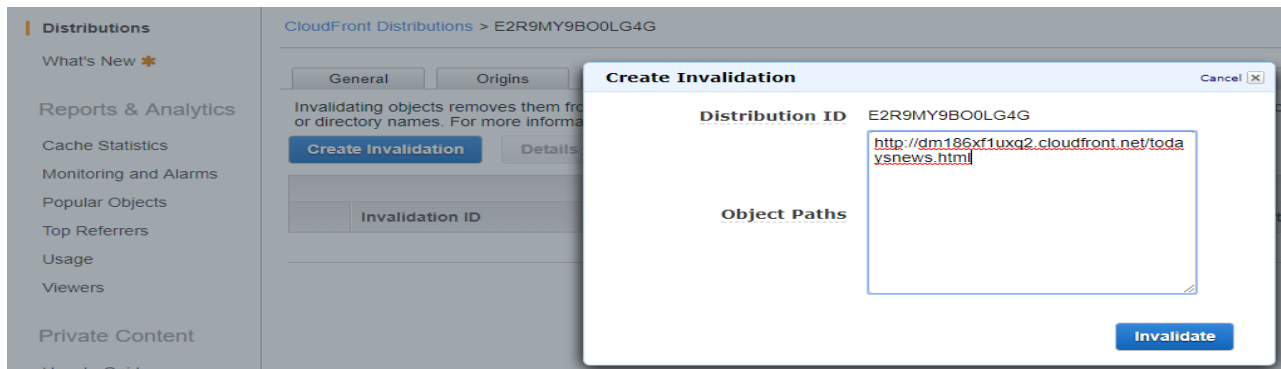 Distributions
What's New
Reports & Analytics
Cache Statistics
Monitoring and Alarms
Popular Objects
Top Referrers
Usage
Viewers
Private Content
CloudFront Distributions > E2R9MY9BO0LG4G
General
Origins
Invalidating objects removes them
or directory names. For more
Create Invalidation
Details
Invalidation ID
Create Invalidation
Cancel
Distribution ID
E2R9MY9BO0LG4G
Object Paths
http://dm186xf1uxq2.cloudfront.net/toda
ysnews.html
Invalidate